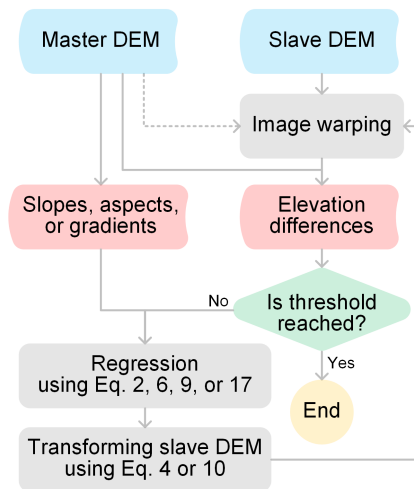 Master DEM
Slave DEM
Image warping
Slopes, aspects,
or gradients
Elevation
differences
No
Is threshold
reached?
Yes
Regression
using Eq. 2, 6, 9, or 17
End
Transforming slave DEM
using Eq. 4 or 10